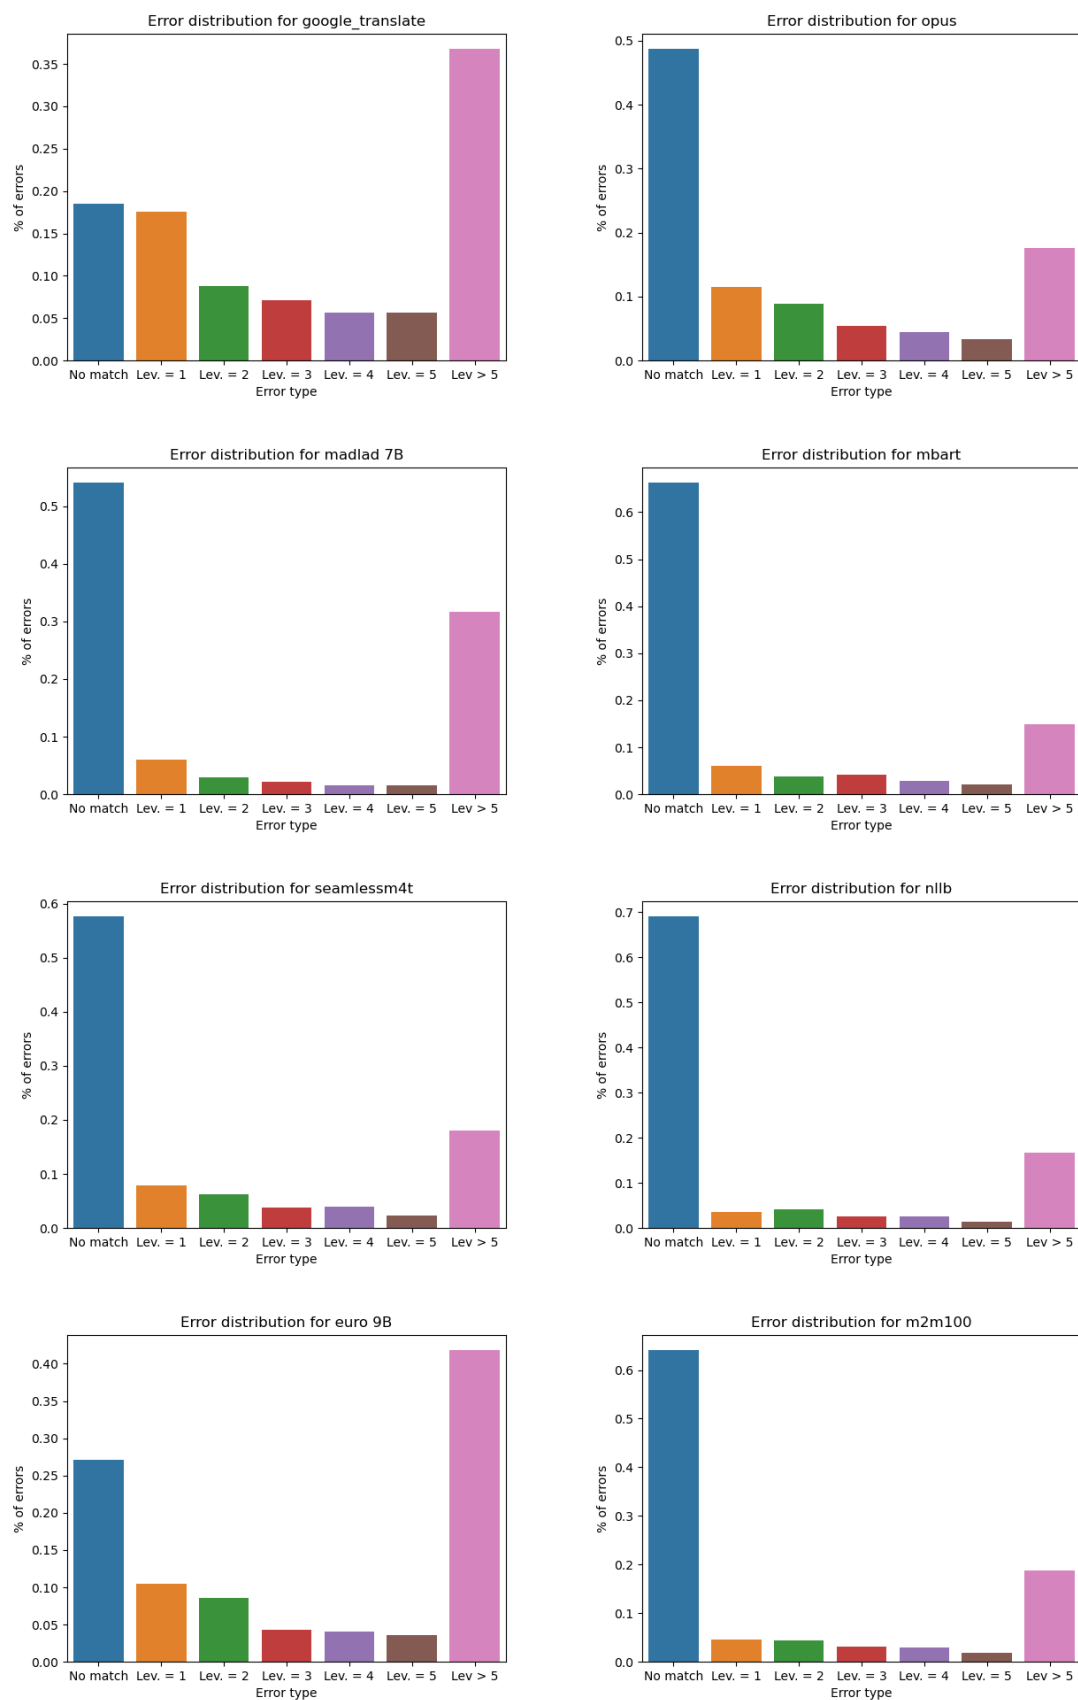 Error distribution for google_translate
0.35
0.30
0.25
0.20
0.15
0.10
0.05
0.00
% of errors
No match Lev. = 1 Lev. = 2 Lev. = 3 Lev. = 4 Lev. = 5 Lev > 5
Error type
Error distribution for opus
0.5
0.4
0.3
0.2
0.1
0.0
% of errors
No match Lev. = 1 Lev. = 2 Lev. = 3 Lev. = 4 Lev. = 5 Lev > 5
Error type
Error distribution for madlad 7B
0.5
0.4
0.3
0.2
0.1
0.0
% of errors
No match Lev. = 1 Lev. = 2 Lev. = 3 Lev. = 4 Lev. = 5 Lev > 5
Error type
Error distribution for mbart
0.6
0.5
0.4
0.3
0.2
0.1
0.0
% of errors
No match Lev. = 1 Lev. = 2 Lev. = 3 Lev. = 4 Lev. = 5 Lev > 5
Error type
Error distribution for seamlessm4t
0.6
0.5
0.4
0.3
0.2
0.1
0.0
% of errors
No match Lev. = 1 Lev. = 2 Lev. = 3 Lev. = 4 Lev. = 5 Lev > 5
Error type
Error distribution for nllb
0.7
0.6
0.5
0.4
0.3
0.2
0.1
0.0
% of errors
No match Lev. = 1 Lev. = 2 Lev. = 3 Lev. = 4 Lev. = 5 Lev > 5
Error type
Error distribution for euro 9B
0.40
0.35
0.30
0.25
0.20
0.15
0.10
0.05
0.00
% of errors
No match Lev. = 1 Lev. = 2 Lev. = 3 Lev. = 4 Lev. = 5 Lev > 5
Error type
Error distribution for m2m100
0.6
0.5
0.4
0.3
0.2
0.1
0.0
% of errors
No match Lev. = 1 Lev. = 2 Lev. = 3 Lev. = 4 Lev. = 5 Lev > 5
Error type